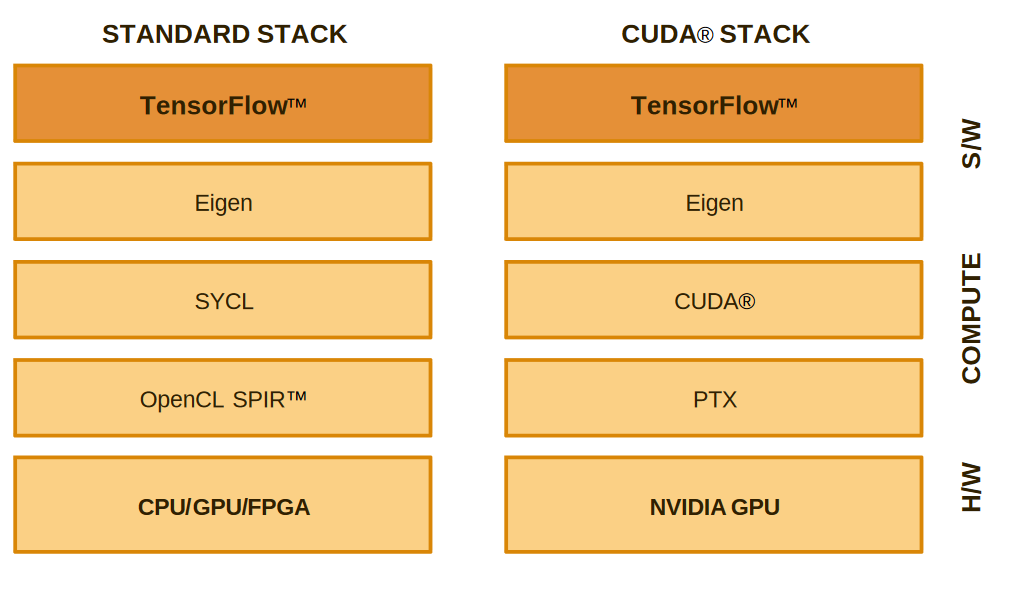 STANDARD STACK
TensorFlow™
Eigen
SYCL
OpenCL SPIR™
CPU/GPU/FPGA
CUDA® STACK
TensorFlow™
Eigen
CUDA®
PTX
NVIDIA GPU
S/W
COMPUTE
H/W